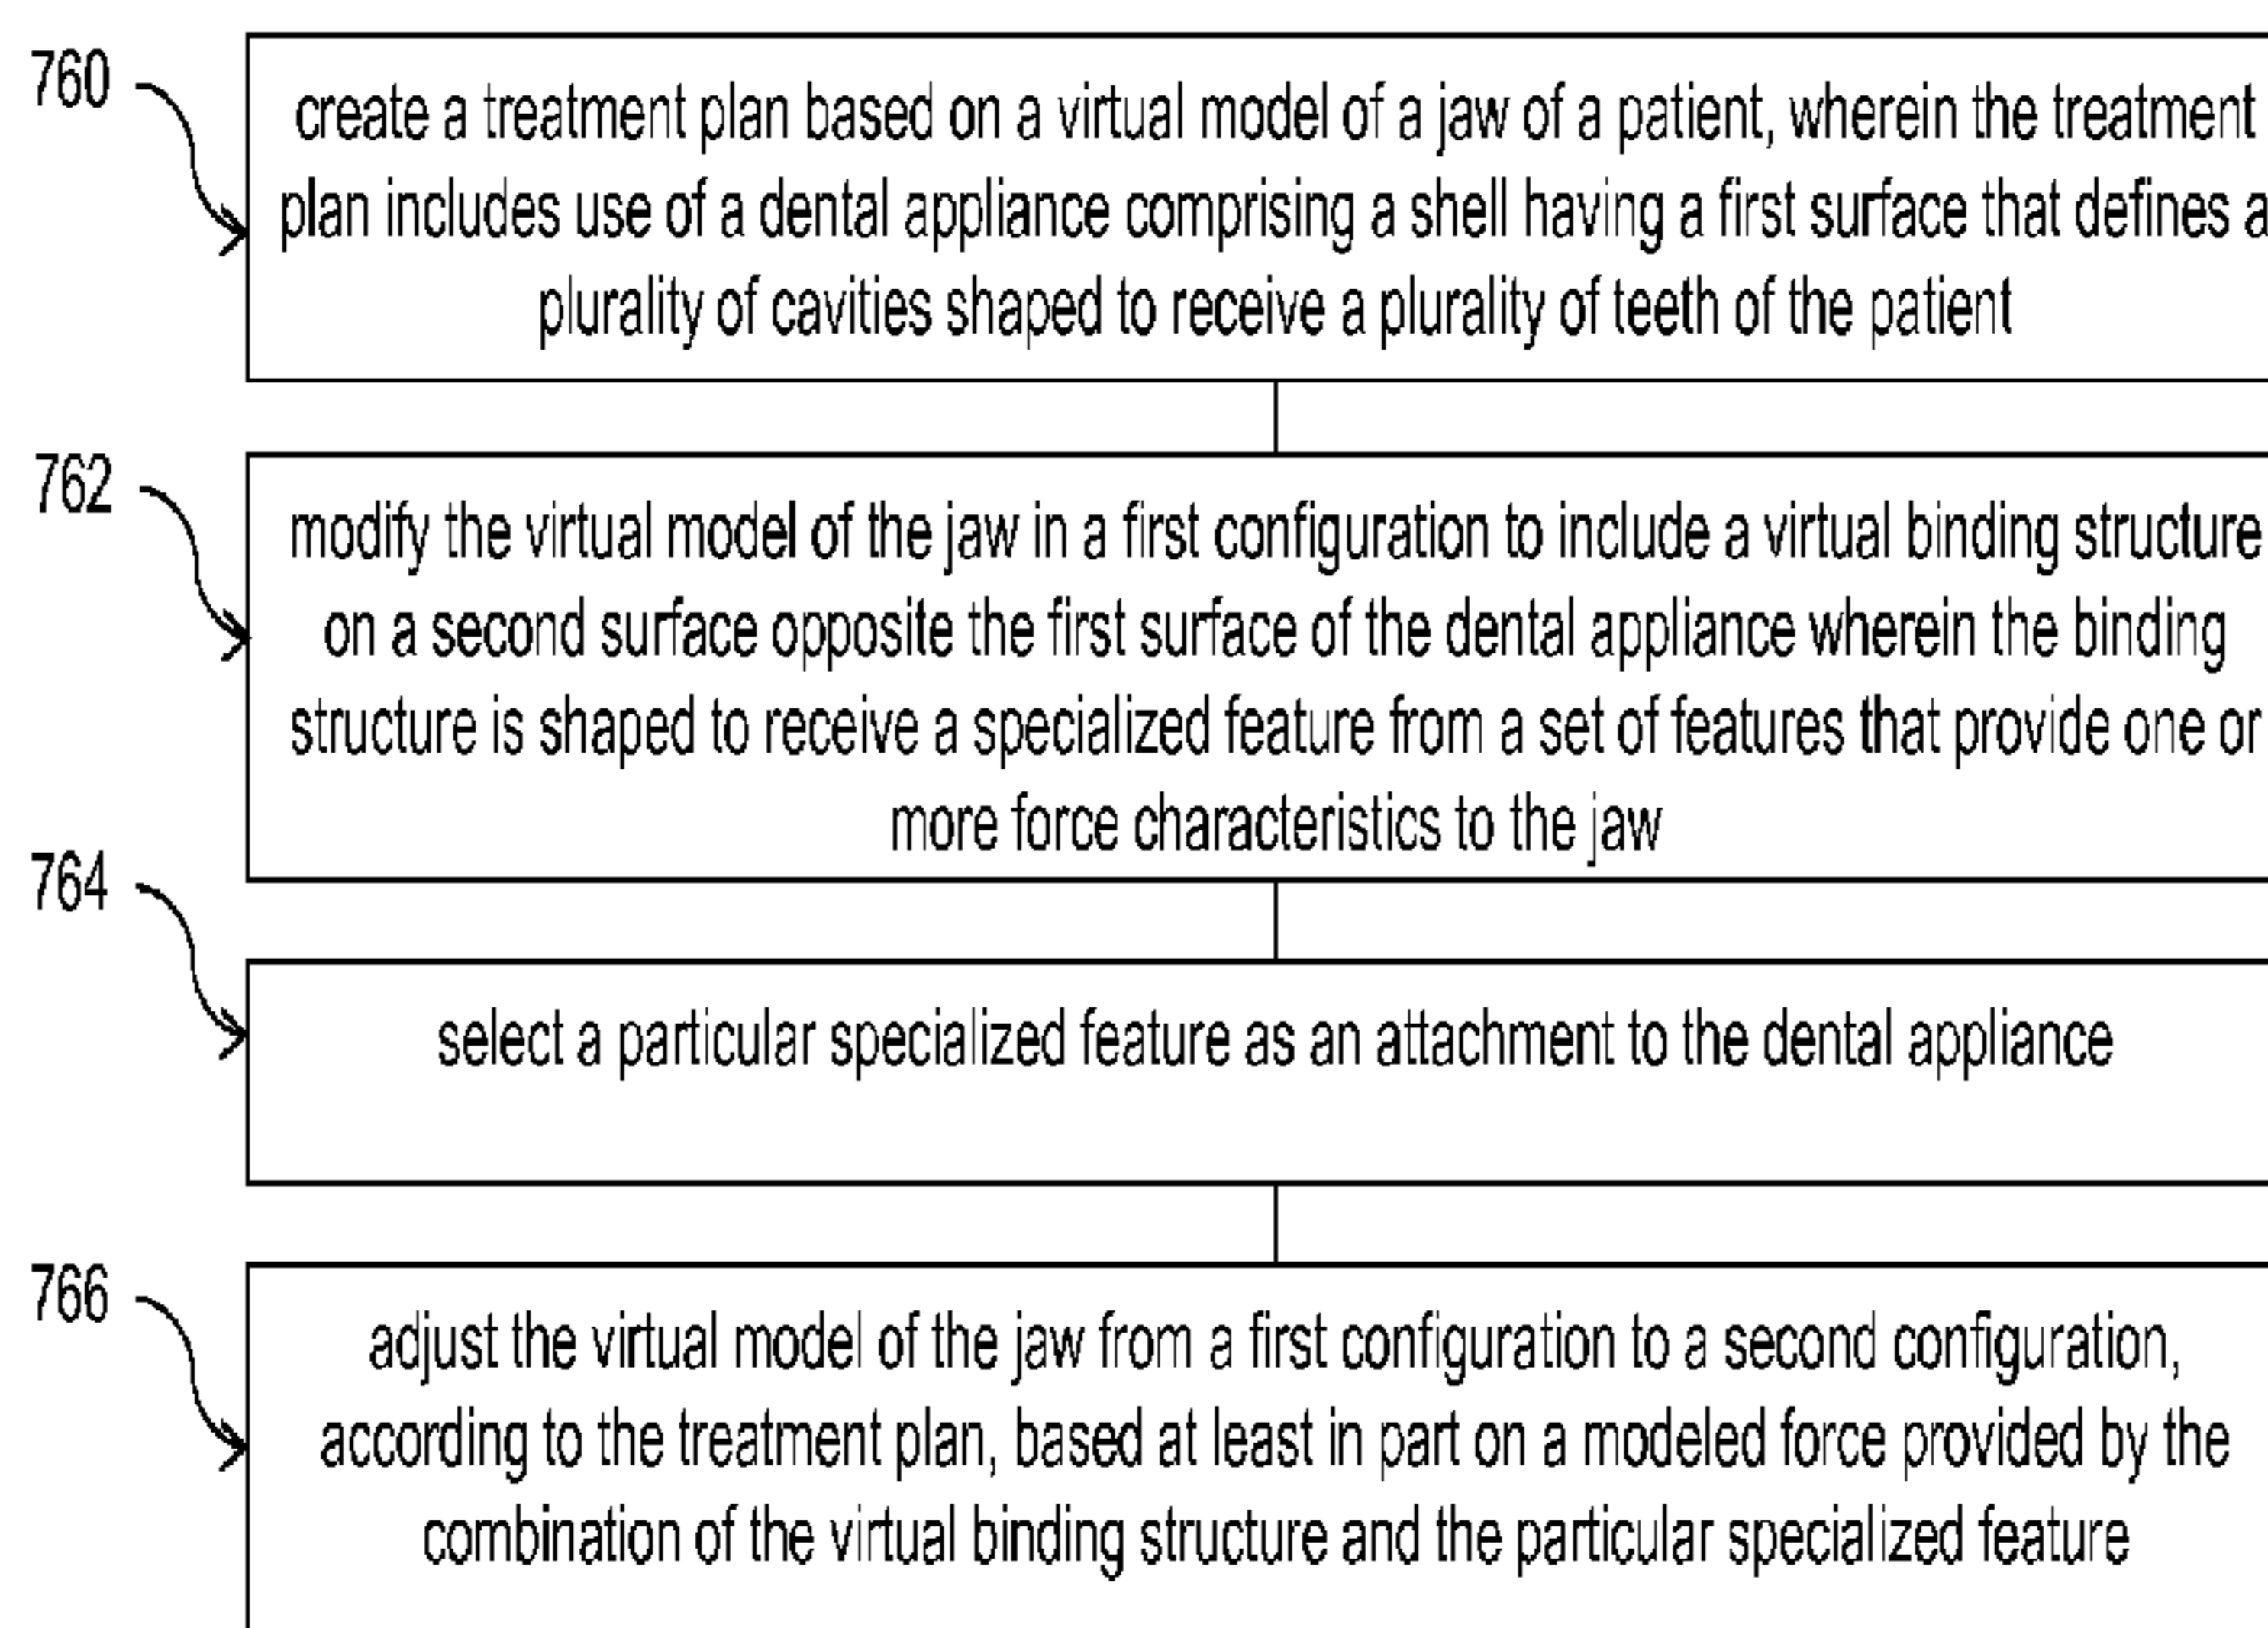 760
create a treatment plan based on a virtual model of a jaw of a patient, wherein the treatment
plan includes use of a dental appliance comprising a shell having a first surface that defines a
plurality of cavities shaped to receive a plurality of teeth of the patient
762
modify the virtual model of the jaw in a first configuration to include a virtual binding structure
on a second surface opposite the first surface of the dental appliance wherein the binding
structure is shaped to receive a specialized feature from a set of features that provide one or
more force characteristics to the jaw
764
select a particular specialized feature as an attachment to the dental appliance
766
adjust the virtual model of the jaw from a first configuration to a second configuration,
according to the treatment plan, based at least in part on a modeled force provided by the
combination of the virtual binding structure and the particular specialized feature